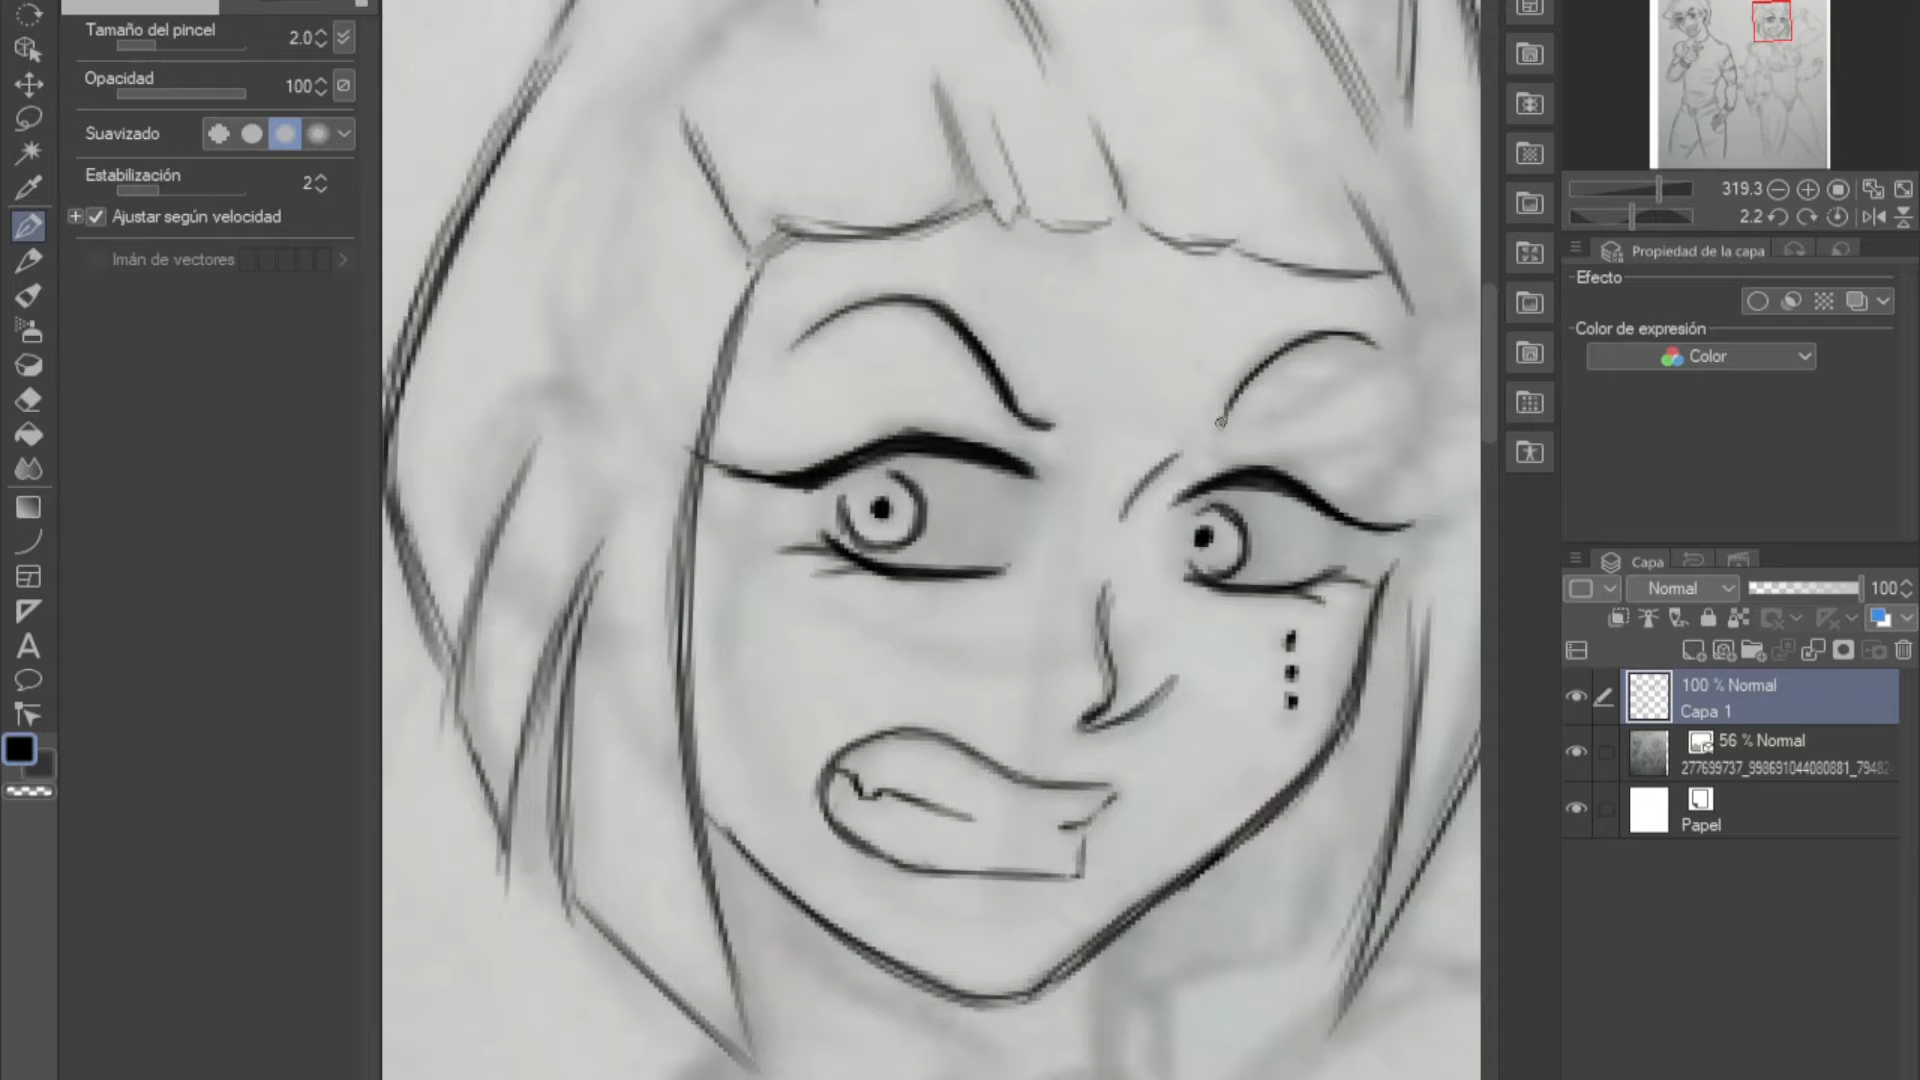 Tamaño del pincel 2.0
Opacidad 100
Suavizado
Estabilización 2
Ajustar según velocidad
Imán de vectores
319.3
2.2
Propiedad de la capa
Efecto
Color de expresión
Color
Capa
Normal 100
100 % Normal
Capa 1
56 % Normal
277699737_998691044080881_79482
Papel